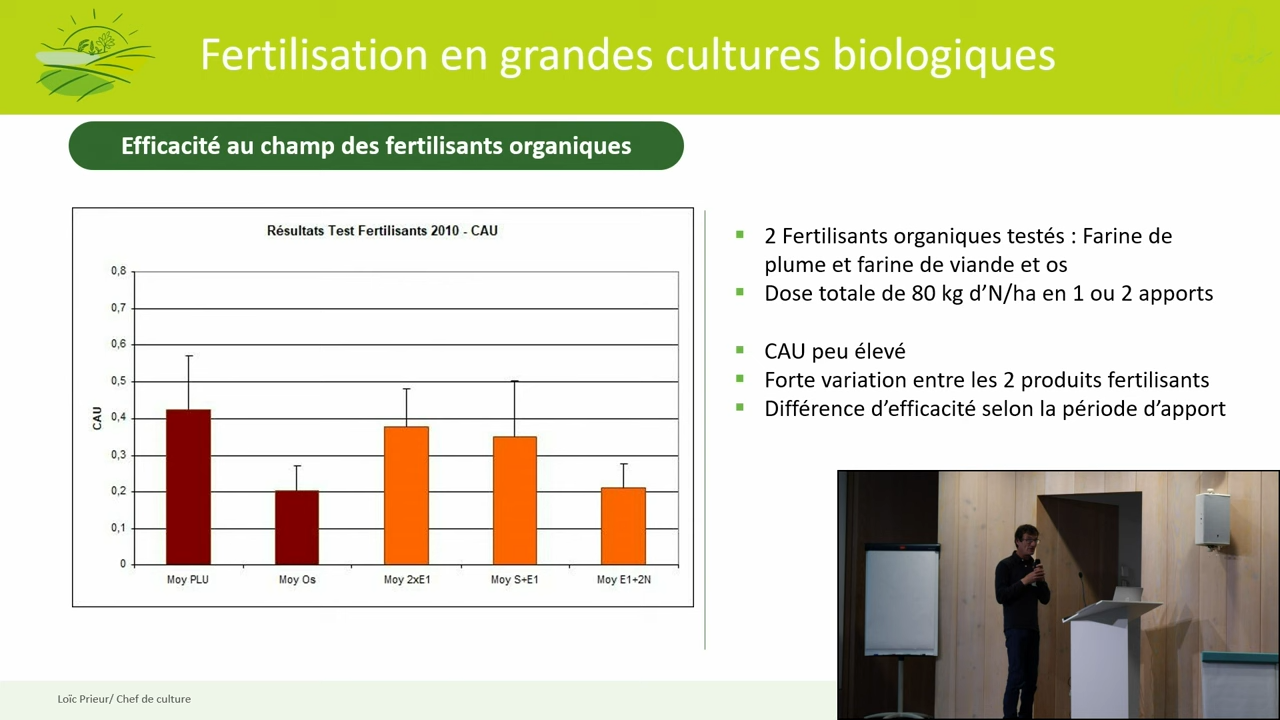 Fertilisation en grandes cultures biologiques
Efficacité au champ des fertilisants organiques
Résultats Test Fertilisants 2010 - CAU
CAU
0,8
0,7
0,6
0,5
0,4
0,3
0,2
0,1
0
Moy PLU
Moy Os
Moy 2xE1
Moy S+E1
Moy E1+2N
2 Fertilisants organiques testés : Farine de
plume et farine de viande et os
Dose totale de 80 kg d’N/ha en 1 ou 2 apports
CAU peu élevé
Forte variation entre les 2 produits fertilisants
Différence d’efficacité selon la période d’apport
Loïc Prieur/ Chef de culture